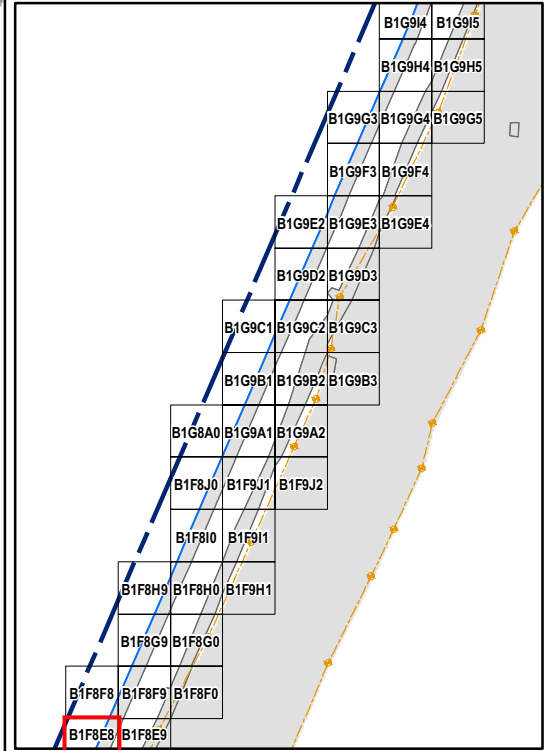 B1G9I4 B1G9I5
B1G9H4 B1G9H5
B1G9G3 B1G9G4 B1G9G5
B1G9F3 B1G9F4
B1G9E2 B1G9E3 B1G9E4
B1G9D2 B1G9D3
B1G9C1 B1G9C2 B1G9C3
B1G9B1 B1G9B2 B1G9B3
B1G8A0 B1G9A1 B1G9A2
B1F8J0 B1F9J1 B1F9J2
B1F8I0 B1F9I1
B1F8H9 B1F8H0 B1F9H1
B1F8G9 B1F8G0
B1F8F8 B1F8F9 B1F8F0
B1F8E8 B1F8E9